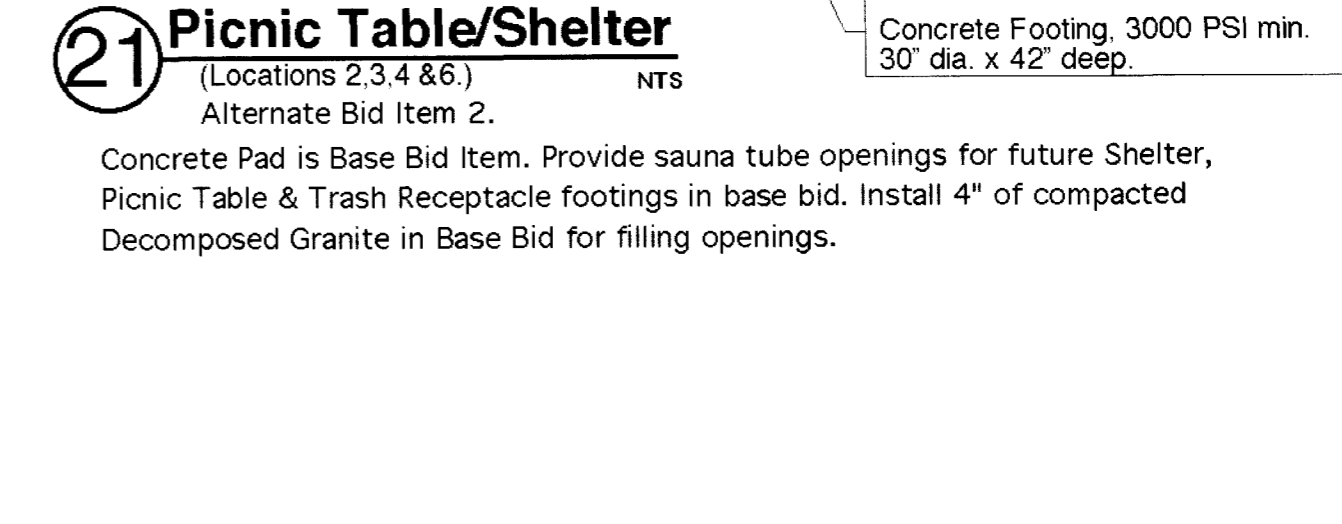 21 Picnic Table/Shelter
(Locations 2,3,4 &6.) NTS
Alternate Bid Item 2.
Concrete Footing, 3000 PSI min.
30" dia. x 42" deep.
Concrete Pad is Base Bid Item. Provide sauna tube openings for future Shelter,
Picnic Table & Trash Receptacle footings in base bid. Install 4" of compacted
Decomposed Granite in Base Bid for filling openings.